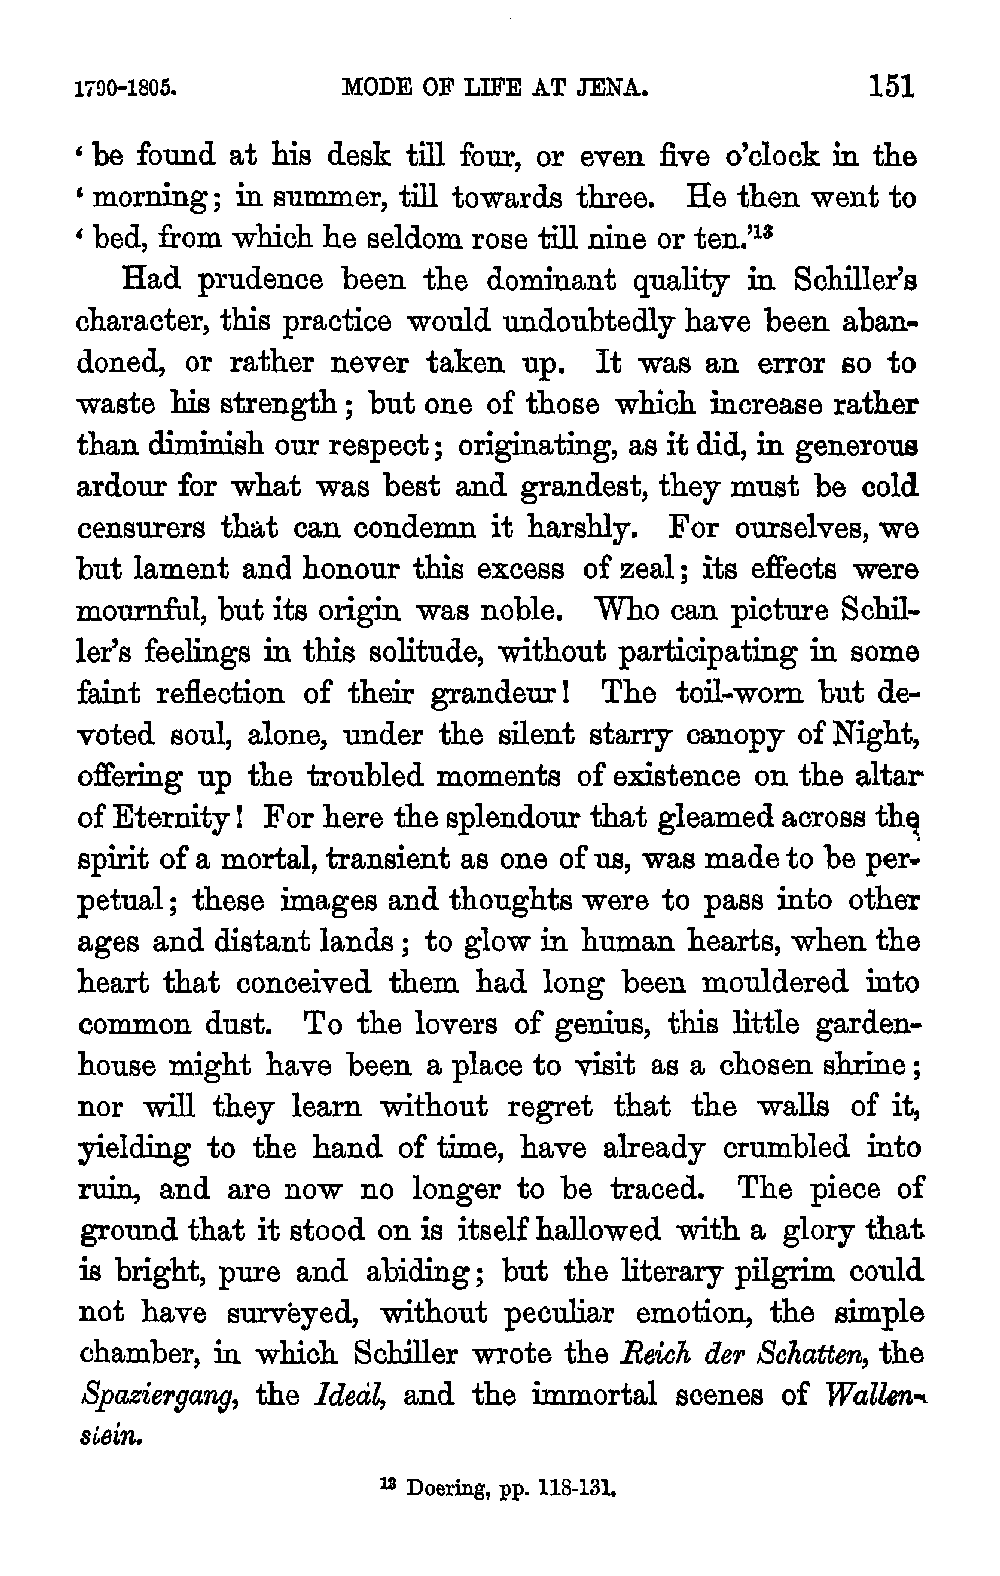 1790-1805. MODE OF LIFE AT JENA. 151
‘ be found at his desk till four, or even five o’clock in the
‘ morning; in summer, till towards three. He then went to
‘ bed, from which he seldom rose till nine or ten.’13
Had prudence been the dominant quality in Schiller’s
character, this practice would undoubtedly have been aban-
doned, or rather never taken up. It was an error so to
waste his strength; but one of those which increase rather
than diminish our respect; originating, as it did, in generous
ardour for what was best and grandest, they must be cold
censurers that can condemn it harshly. For ourselves, we
but lament and honour this excess of zeal; its effects were
mournful, but its origin was noble. Who can picture Schil-
ler’s feelings in this solitude, without participating in some
faint reflection of their grandeur! The toil-worn but de-
voted soul, alone, under the silent starry canopy of Night,
offering up the troubled moments of existence on the altar
of Eternity! For here the splendour that gleamed across the
spirit of a mortal, transient as one of us, was made to be per-
petual; these images and thoughts were to pass into other
ages and distant lands; to glow in human hearts, when the
heart that conceived them had long been mouldered into
common dust. To the lovers of genius, this little garden-
house might have been a place to visit as a chosen shrine;
nor will they learn without regret that the walls of it,
yielding to the hand of time, have already crumbled into
ruin, and are now no longer to be traced. The piece of
ground that it stood on is itself hallowed with a glory that
is bright, pure and abiding; but the literary pilgrim could
not have surveyed, without peculiar emotion, the simple
chamber, in which Schiller wrote the Reich der Schatten, the
Spaziergang, the Ideal, and the immortal scenes of Wallen-
stein.
13 Doering, pp. 118-131.